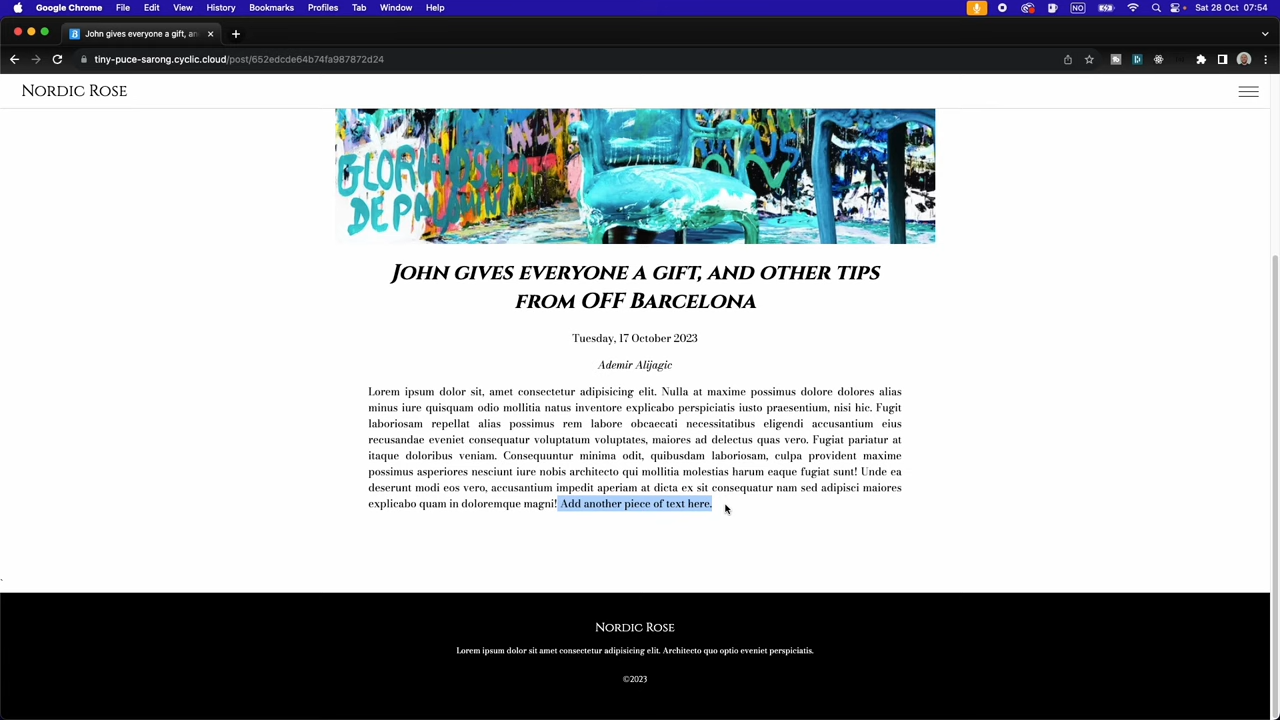 Chrome File Edit View History Bookmarks Profiles Tab Window Help
NO
Sat 28 Oct 07:54
John gives everyone a gift, an
tiny-puce-sarong.cyclic.cloud/post/652edcde64b74fa987872d24
Nordic Rose
DE PA
John gives everyone a gift, and other tips
from OFF Barcelona
Tuesday, 17 October 2023
Ademir Alijagic
Lorem ipsum dolor sit, amet consectetur adipisicing elit. Nulla at maxime possimus dolore dolores alias
minus iure quisquam odio mollitia natus inventore explicabo perspiciatis iusto praesentium, nisi hic. Fugit
laboriosam repellat alias possimus rem labore obcaecati necessitatibus eligendi accusantium eius
recusandae eveniet consequatur voluptatum voluptates, maiores ad delectus quas vero. Fugiat pariatur at
itaque doloribus veniam. Consequuntur minima odit, quibusdam laboriosam, culpa provident maxime
possimus asperiores nesciunt iure nobis architecto qui mollitia molestias harum eaque fugiat sunt! Unde ea
deserunt modi eos vero, accusantium impedit aperiam at dicta ex sit consequatur nam sed adipisci maiores
explicabo quam in doloremque magni! Add another piece of text here.
Nordic Rose
Lorem ipsum dolor sit amet consectetur adipisicing elit. Architecto quo optio eveniet perspiciatis.
©2023